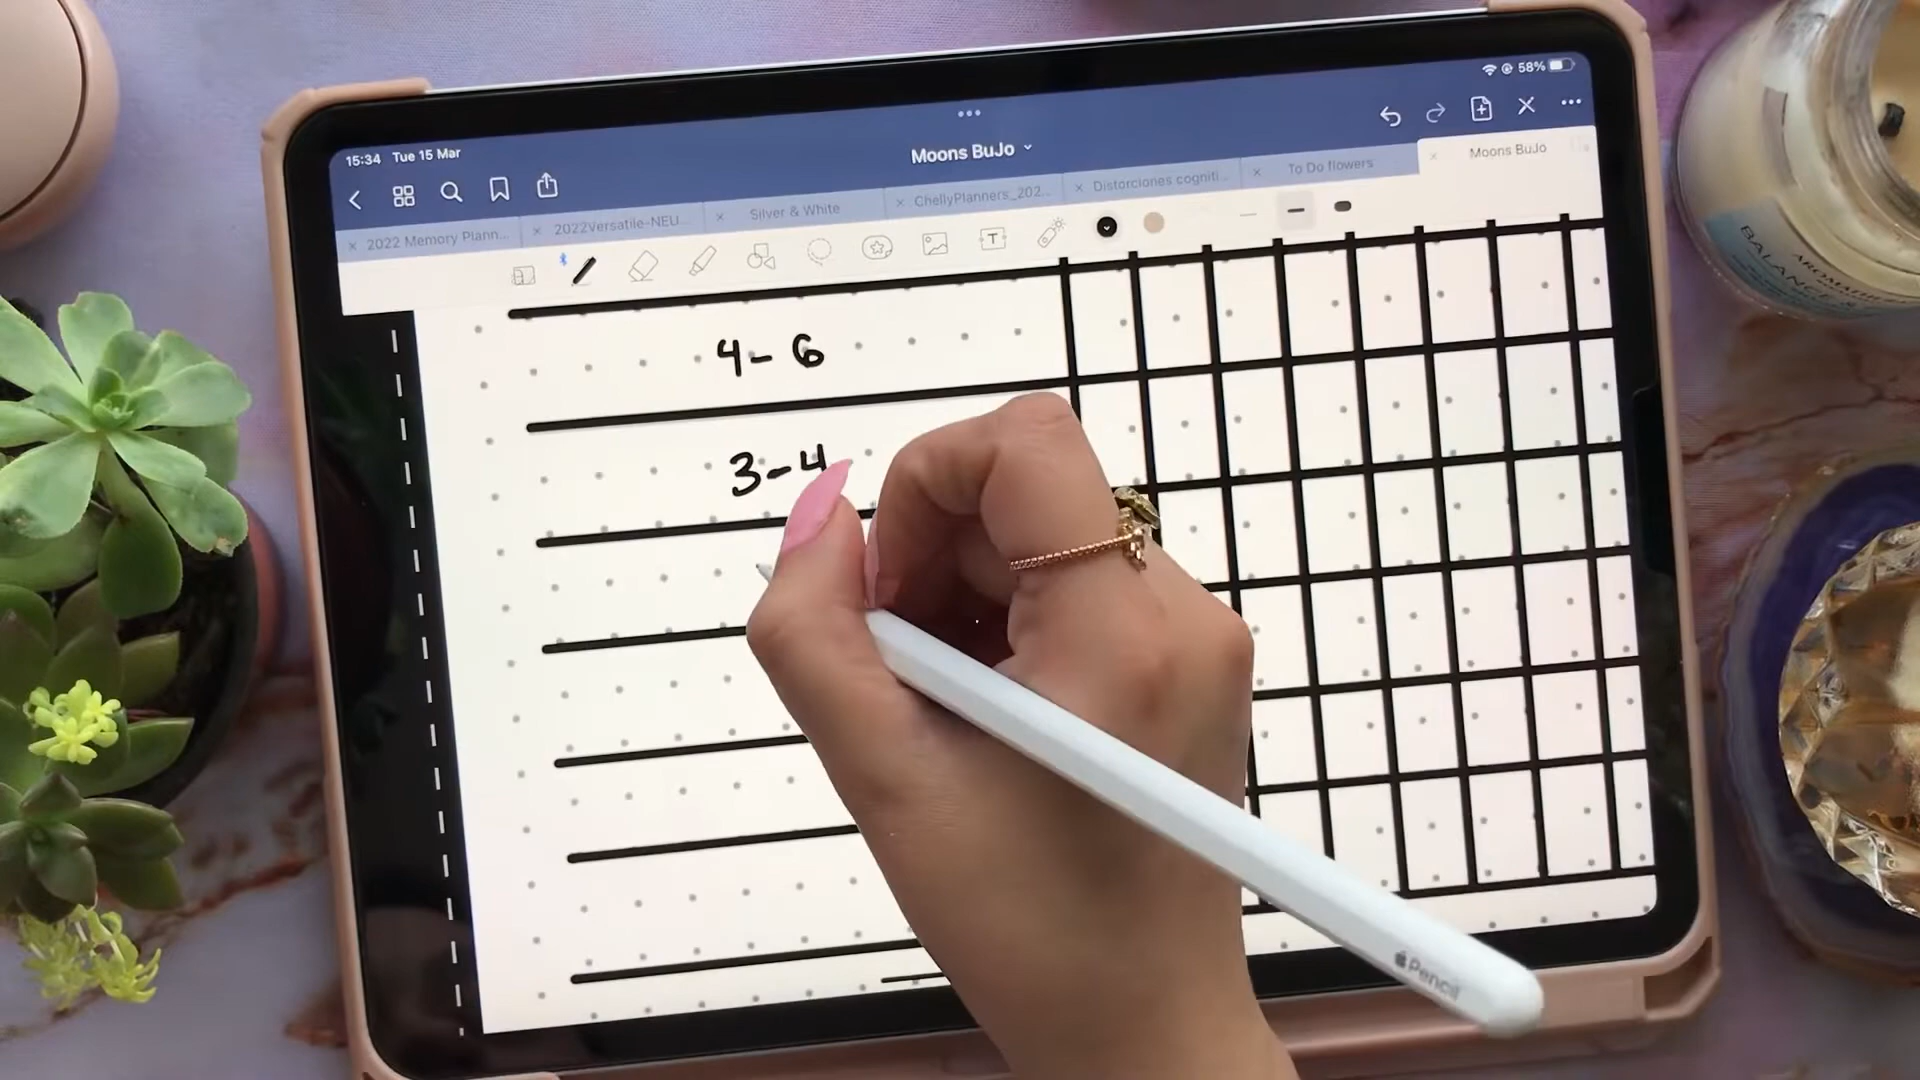 15:34 Tue 15 Mar
58%
Moons BuJo
2022 Memory Plann...
2022Versatile-NEU...
Silver & White
ChellyPlanners_202...
Distorciones cogniti...
To Do flowers
Moons BuJo
T
4- 6
3-4
Pencil
BALANCE &